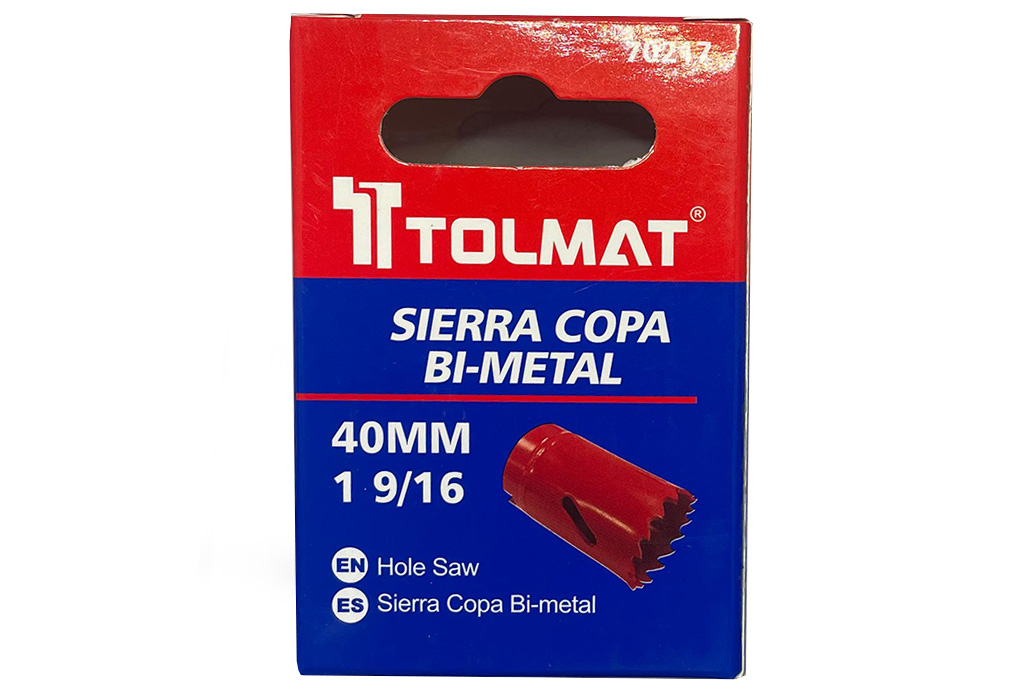 70217
TOLMAT®
SIERRA COPA
BI-METAL
40MM
1 9/16
EN Hole Saw
ES Sierra Copa Bi-metal